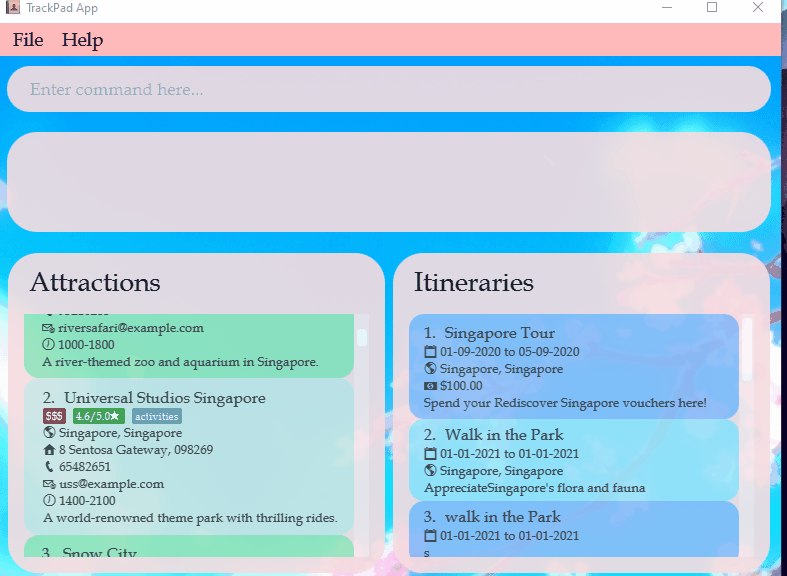 TrackPad App
File Help
Enter command here...
Attractions
riversafari@example.com
1000-1800
A river-themed zoo and aquarium in Singapore.
2. Universal Studios Singapore
$$$ 4.6/5.0★ activities
Singapore, Singapore
8 Sentosa Gateway, 098269
65482651
uss@example.com
1400-2100
A world-renowned theme park with thrilling rides.
3. Snow City
Itineraries
1. Singapore Tour
01-09-2020 to 05-09-2020
Singapore, Singapore
$100.00
Spend your Rediscover Singapore vouchers here!
2. Walk in the Park
01-01-2021 to 01-01-2021
Singapore, Singapore
AppreciateSingapore's flora and fauna
3. walk in the Park
01-01-2021 to 01-01-2021
s